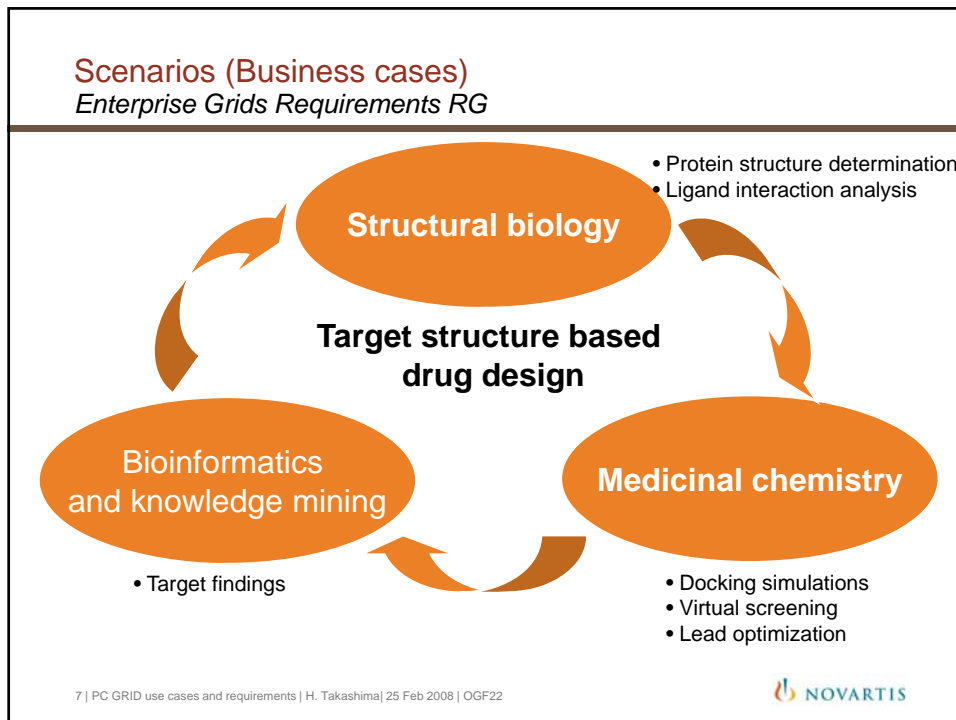 Scenarios (Business cases)
Enterprise Grids Requirements RG
Structural biology
• Protein structure determination
• Ligand interaction analysis
Target structure based
drug design
Bioinformatics
and knowledge mining
• Target findings
Medicinal chemistry
• Docking simulations
• Virtual screening
• Lead optimization
7 | PC GRID use cases and requirements | H. Takashima| 25 Feb 2008 | OGF22
NOVARTIS